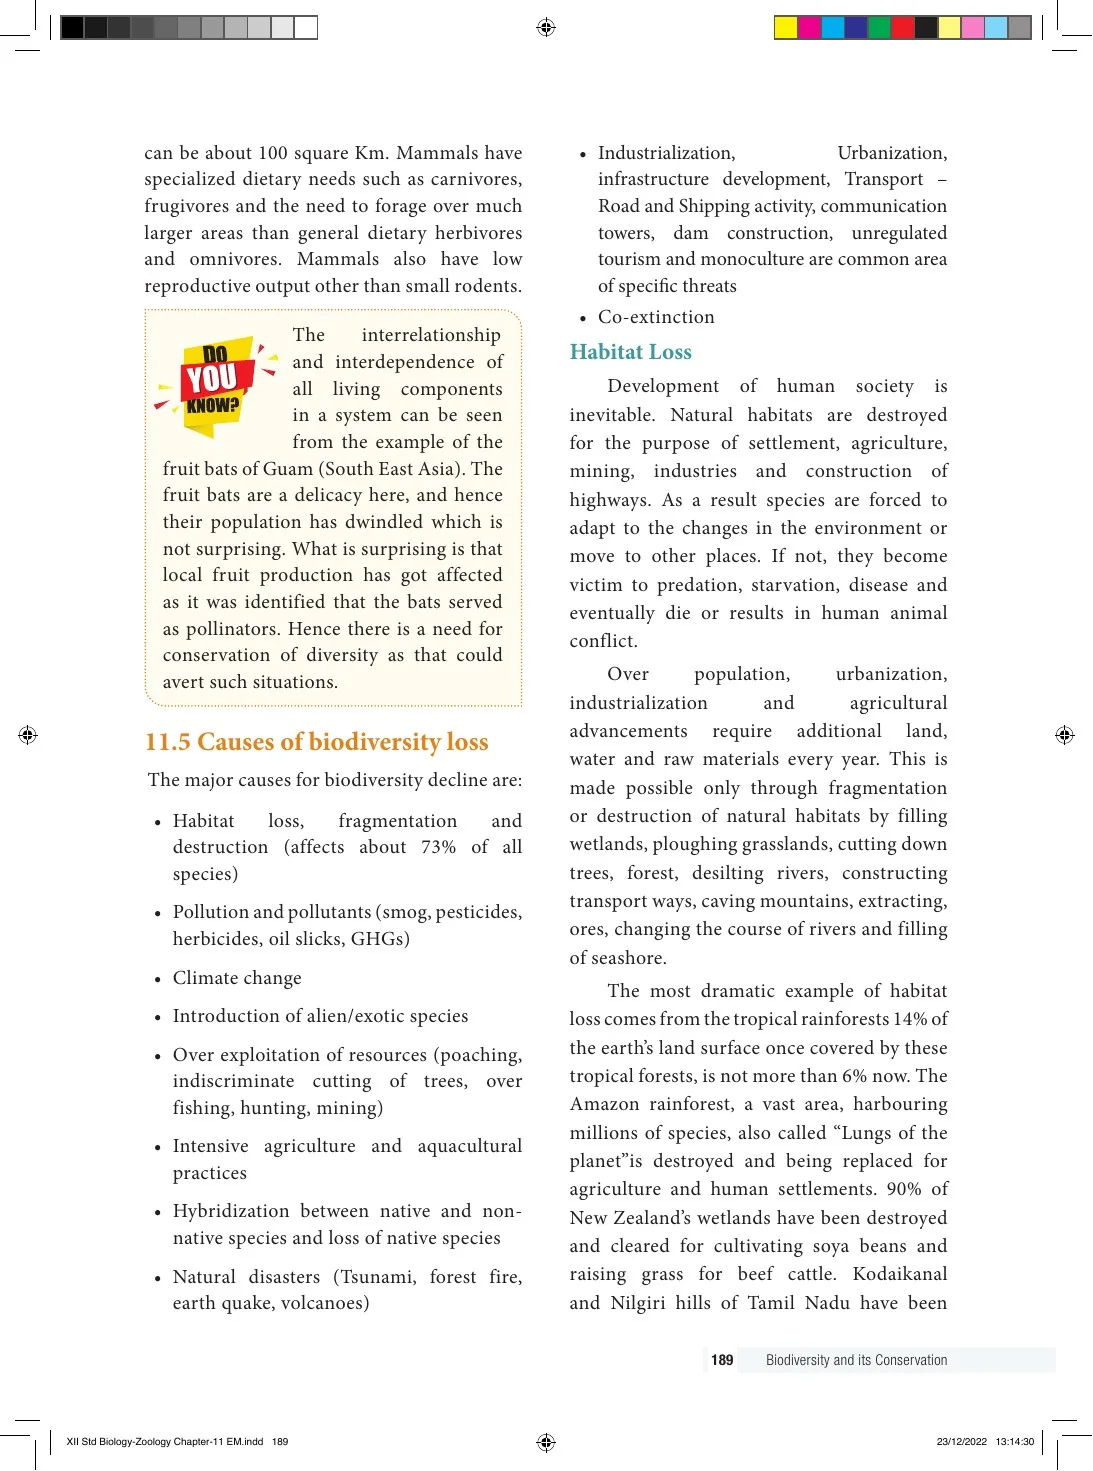 can be about 100 square Km. Mammals have
specialized dietary needs such as carnivores,
frugivores and the need to forage over much
larger areas than general dietary herbivores
and omnivores. Mammals also have low
reproductive output other than small rodents.
DO
YOU
KNOW?
The interrelationship
and interdependence of
all living components
in a system can be seen
from the example of the
fruit bats of Guam (South East Asia). The
fruit bats are a delicacy here, and hence
their population has dwindled which is
not surprising. What is surprising is that
local fruit production has got affected
as it was identified that the bats served
as pollinators. Hence there is a need for
conservation of diversity as that could
avert such situations.
11.5 Causes of biodiversity loss
The major causes for biodiversity decline are:
• Habitat loss, fragmentation and
destruction (affects about 73% of all
species)
• Pollution and pollutants (smog, pesticides,
herbicides, oil slicks, GHGs)
• Climate change
• Introduction of alien/exotic species
• Over exploitation of resources (poaching,
indiscriminate cutting of trees, over
fishing, hunting, mining)
• Intensive agriculture and aquacultural
practices
• Hybridization between native and non-
native species and loss of native species
• Natural disasters (Tsunami, forest fire,
earth quake, volcanoes)
• Industrialization, Urbanization,
infrastructure development, Transport –
Road and Shipping activity, communication
towers, dam construction, unregulated
tourism and monoculture are common area
of specific threats
• Co-extinction
Habitat Loss
Development of human society is
inevitable. Natural habitats are destroyed
for the purpose of settlement, agriculture,
mining, industries and construction of
highways. As a result species are forced to
adapt to the changes in the environment or
move to other places. If not, they become
victim to predation, starvation, disease and
eventually die or results in human animal
conflict.
Over population, urbanization,
industrialization and agricultural
advancements require additional land,
water and raw materials every year. This is
made possible only through fragmentation
or destruction of natural habitats by filling
wetlands, ploughing grasslands, cutting down
trees, forest, desilting rivers, constructing
transport ways, caving mountains, extracting,
ores, changing the course of rivers and filling
of seashore.
The most dramatic example of habitat
loss comes from the tropical rainforests 14% of
the earth’s land surface once covered by these
tropical forests, is not more than 6% now. The
Amazon rainforest, a vast area, harbouring
millions of species, also called “Lungs of the
planet”is destroyed and being replaced for
agriculture and human settlements. 90% of
New Zealand’s wetlands have been destroyed
and cleared for cultivating soya beans and
raising grass for beef cattle. Kodaikanal
and Nilgiri hills of Tamil Nadu have been
189 Biodiversity and its Conservation
XII Std Biology-Zoology Chapter-11 EM.indd 189
23/12/2022 13:14:30